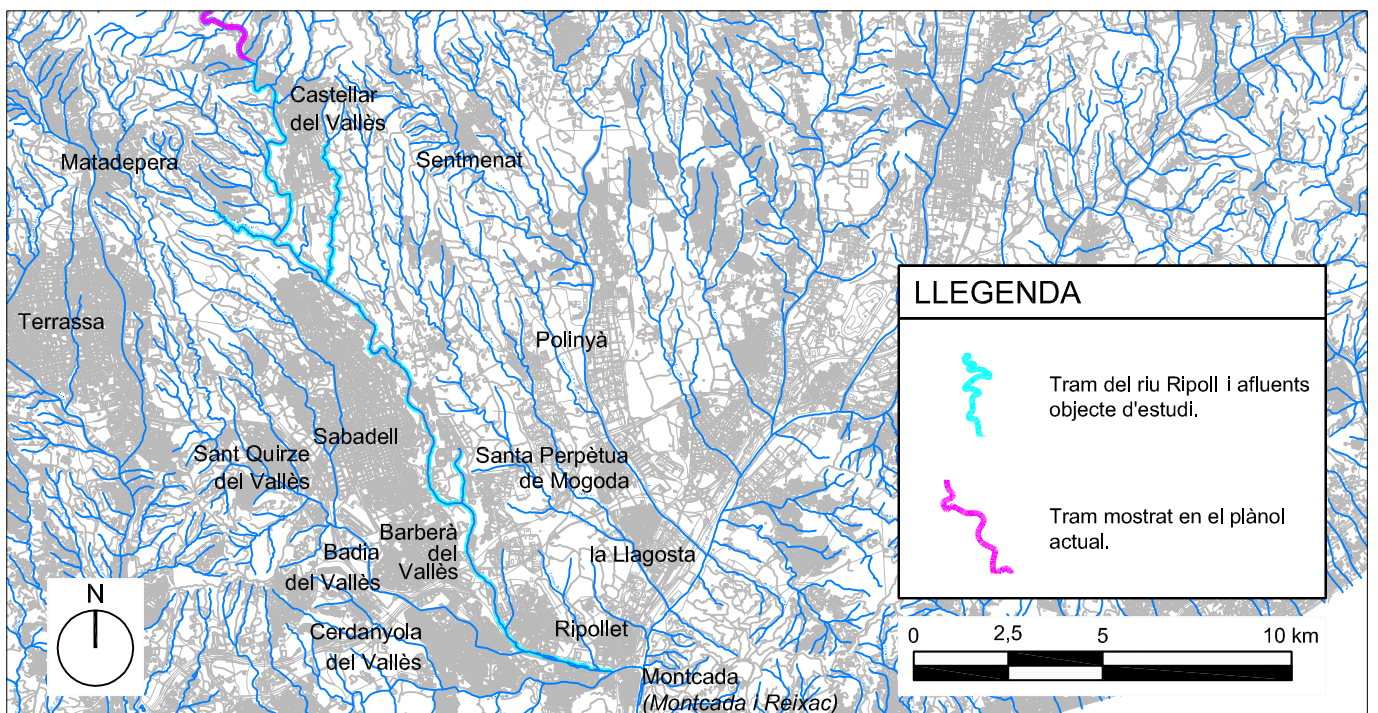 Castellar
del Vallès
Matadepera
Sentmenat
Terrassa
Polinyà
Sabadell
Sant Quirze
del Vallès
Santa Perpètua
de Mogoda
Barberà
del
Vallès
Badia
del Vallès
la Llagosta
Cerdanyola
del Vallès
Ripollet
Montcada
(Montcada i Reixac)
N
LLEGENDA
Tram del riu Ripoll i afluents
objecte d'estudi.
Tram mostrat en el plànol
actual.
0 2,5 5 10 km